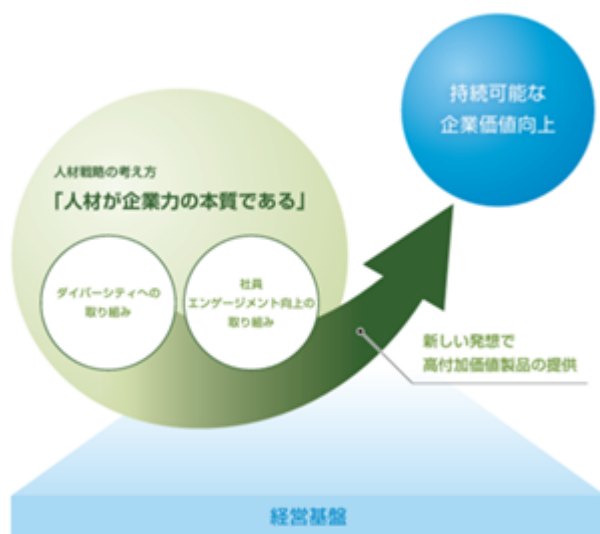 持続可能な
企業価値向上
人材戦略の考え方
「人材が企業力の本質である」
ダイバーシティへの
取り組み
社員
エンゲージメント向上の
取り組み
新しい発想で
高付加価値製品の提供
経営基盤